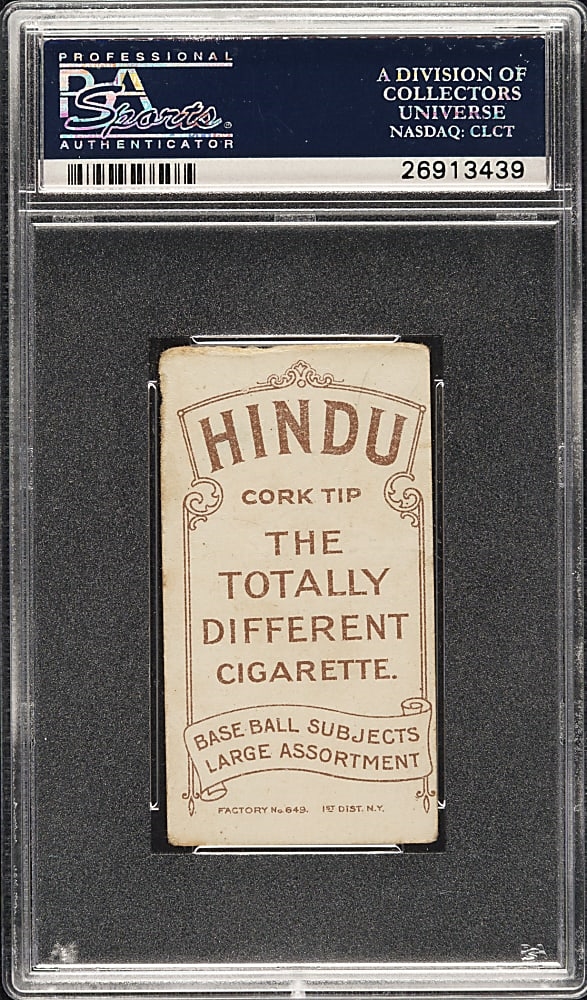 PROFESSIONAL
PSA
Sports
AUTHENTICATOR
A DIVISION OF
COLLECTORS
UNIVERSE
NASDAQ: CLCT
26913439
HINDU
CORK TIP
THE
TOTALLY
DIFFERENT
CIGARETTE.
BASE BALL SUBJECTS
LARGE ASSORTMENT
FACTORY No. 649. 1ST DIST. N.Y.
PSA